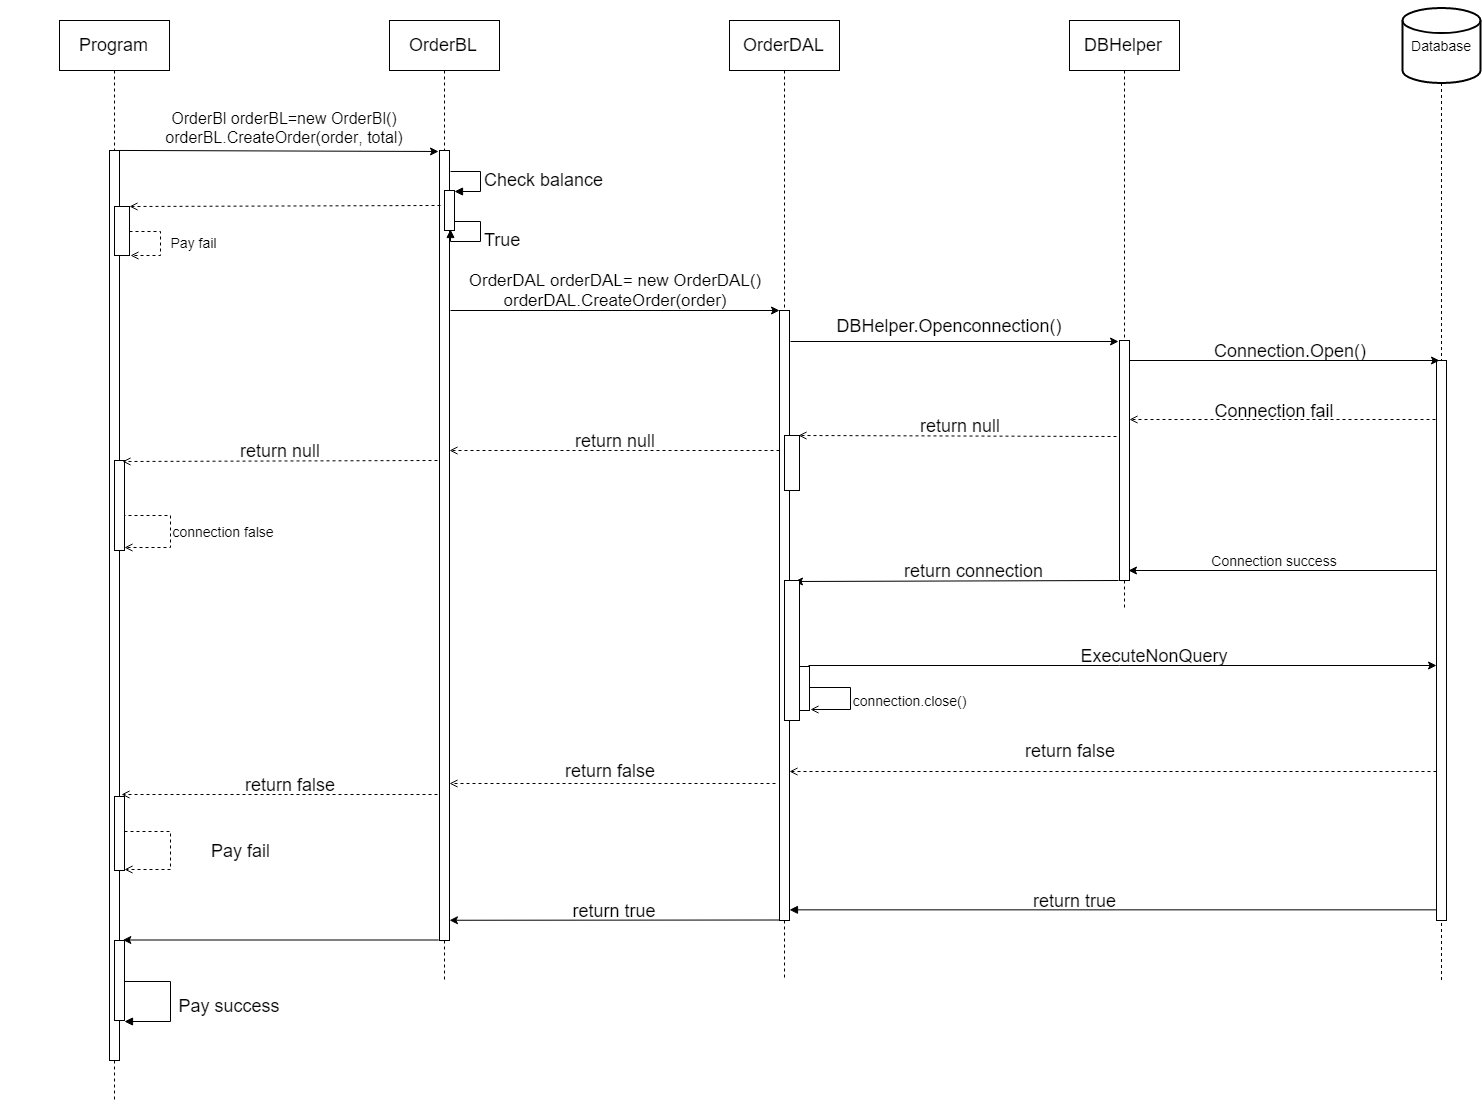 Program
OrderBL
OrderDAL
DBHelper
Database
OrderBl orderBL=new OrderBl()
orderBL.CreateOrder(order, total)
Check balance
Pay fail
True
OrderDAL orderDAL= new OrderDAL()
orderDAL.CreateOrder(order)
DBHelper.Openconnection()
Connection.Open()
Connection fail
return null
return null
return null
connection false
Connection success
return connection
ExecuteNonQuery
connection.close()
return false
return false
return false
Pay fail
return true
return true
Pay success